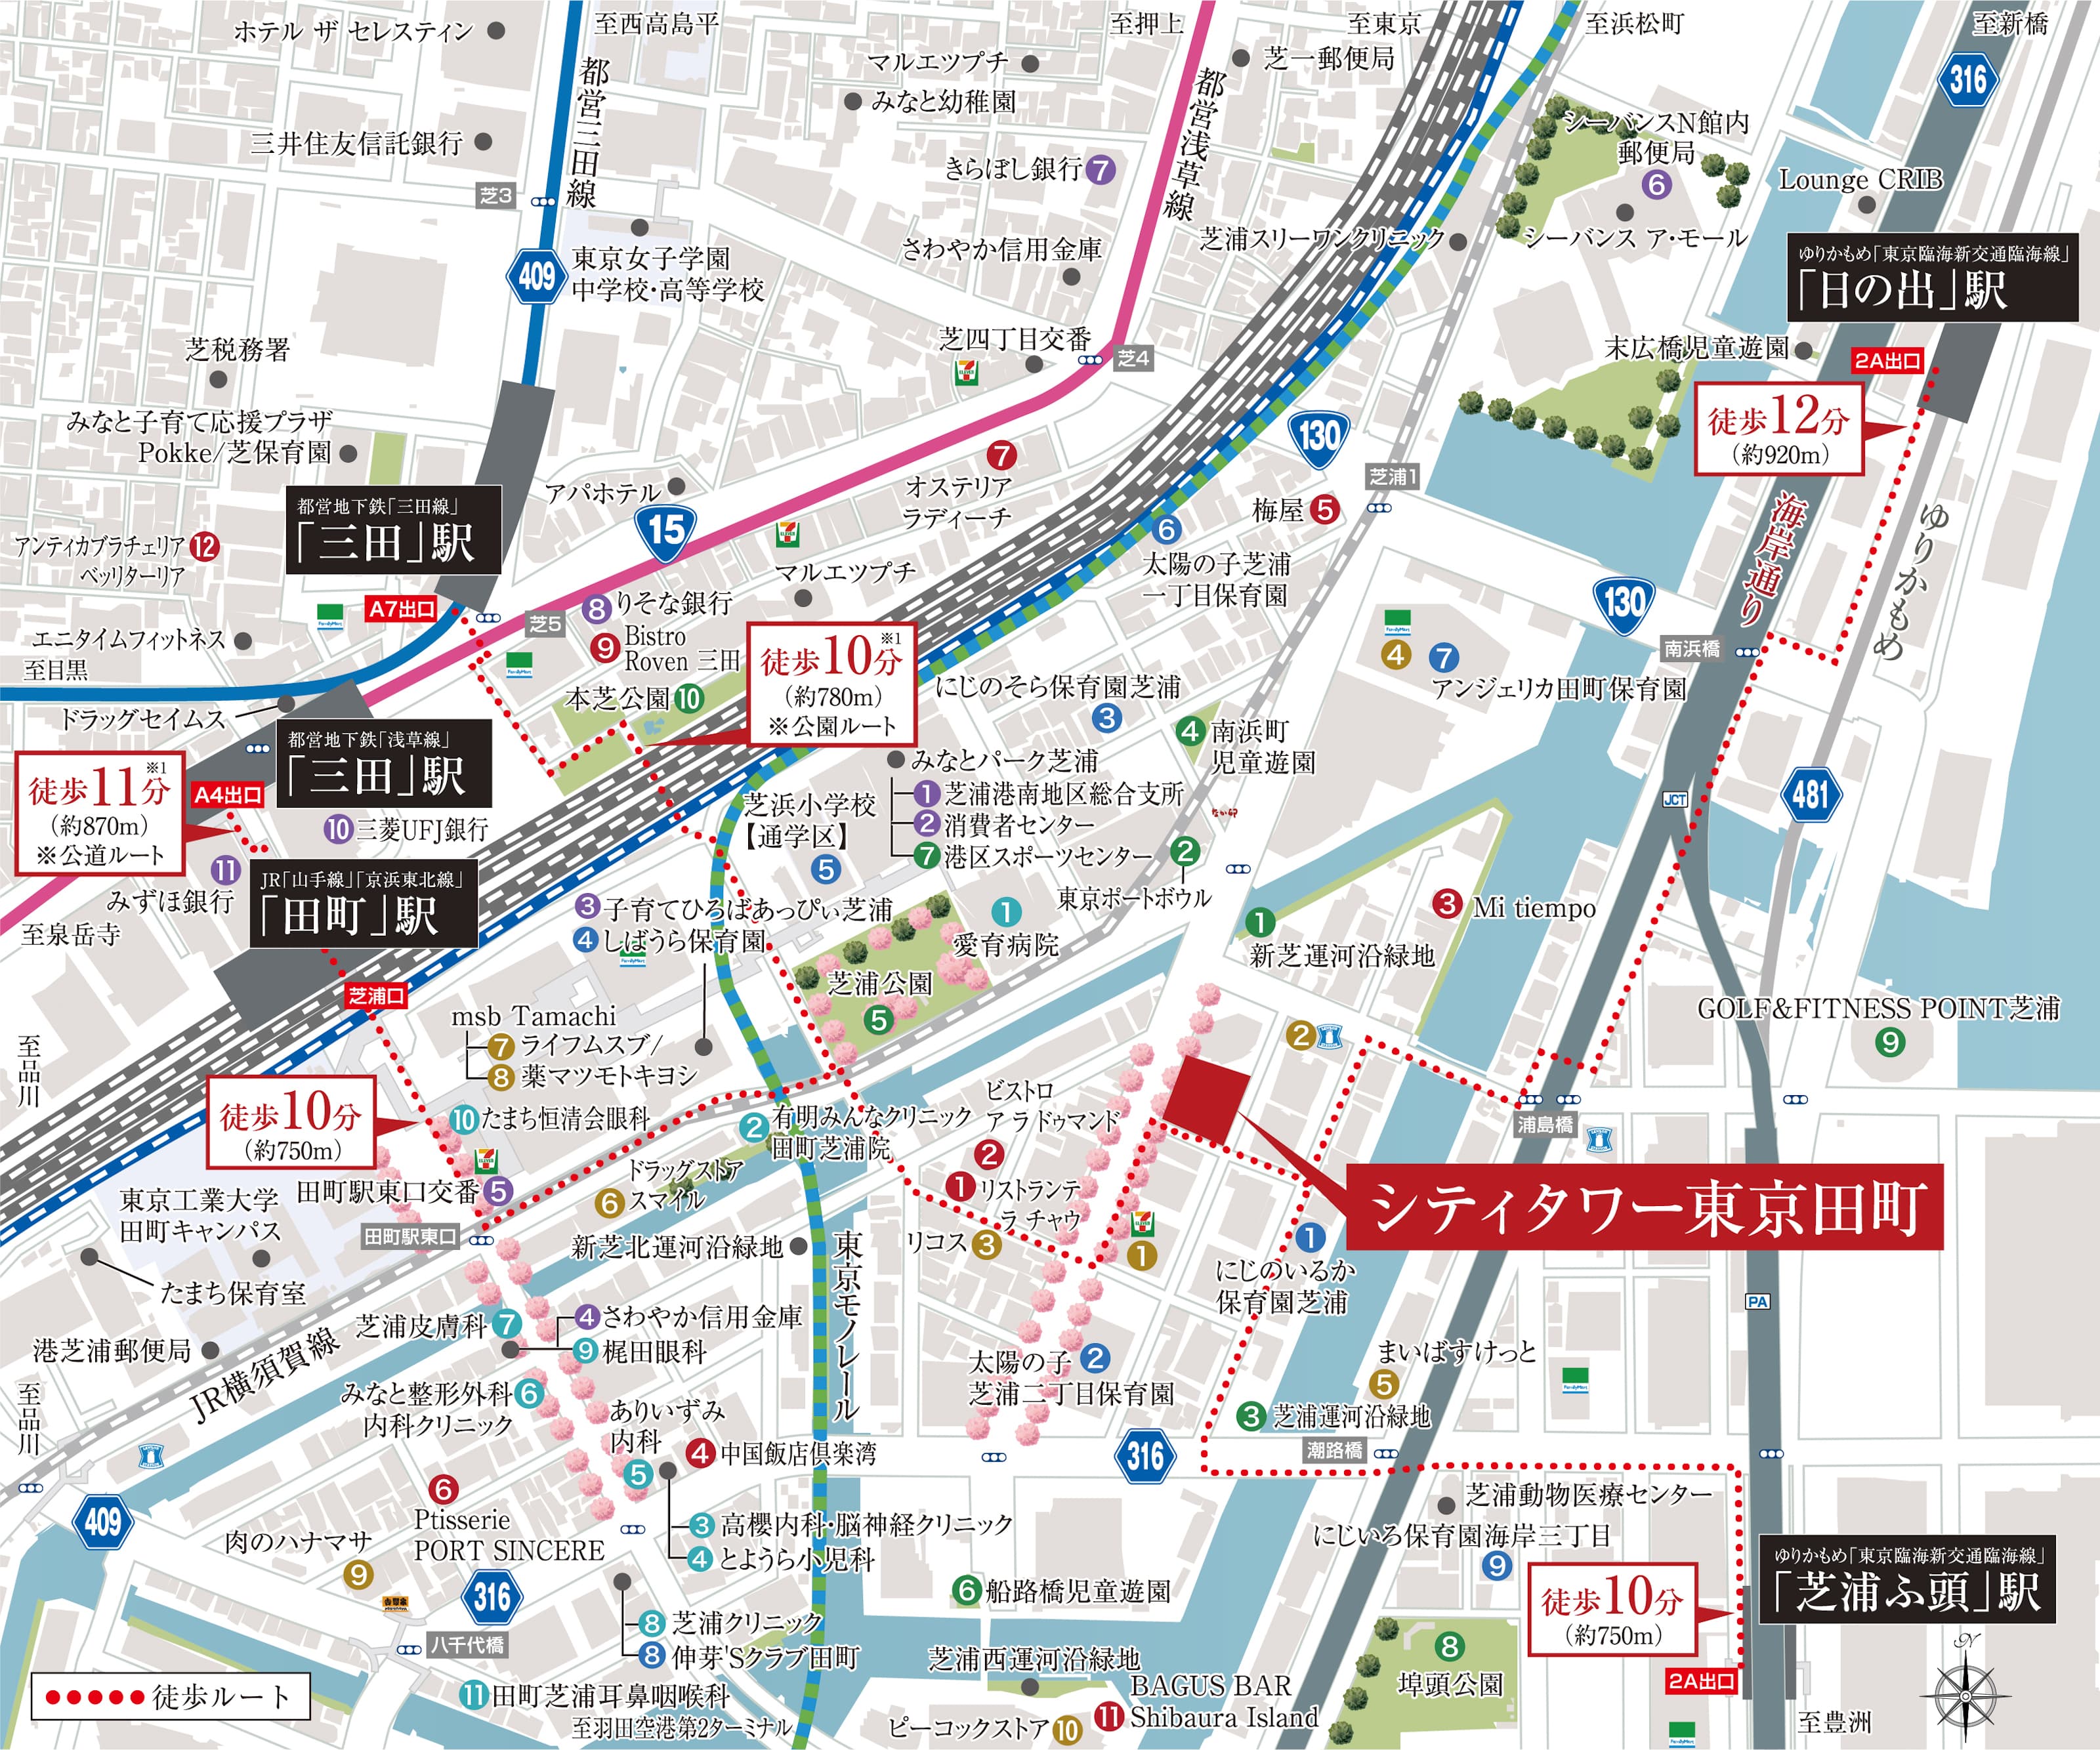 ホテル ザ セレスティン
至西高島平
至押上
至東京
至浜松町
至新橋
316
都営三田線
マルエツプチ
みなと幼稚園
芝一郵便局
都営浅草線
三井住友信託銀行
芝3
きらぼし銀行 7
シーバンスN館内
郵便局
6
シーバンス ア・モール
Lounge CRIB
409
東京女子学園
中学校・高等学校
さわやか信用金庫
芝浦スリーワンクリニック
ゆりかもめ「東京臨海新交通臨海線」
「日の出」駅
芝税務署
芝四丁目交番
芝4
末広橋児童遊園
2A出口
徒歩12分
（約920m）
みなと子育て応援プラザ
Pokke/芝保育園
130
芝浦1
アパホテル
7
オステリア
ラディーチ
15
梅屋 5
海岸通り
ゆりかもめ
都営地下鉄「三田線」
「三田」駅
アンティカブラチェリア 12
ベッリターリア
6
太陽の子芝浦
一丁目保育園
マルエツプチ
130
A7出口
芝5
8 りそな銀行
9 Bistro
Roven 三田
エニタイムフィットネス
至目黒
徒歩10分※1
（約780m）
※公園ルート
4
7
アンジェリカ田町保育園
南浜橋
本芝公園 10
にじのそら保育園芝浦
3
ドラッグセイムス
都営地下鉄「浅草線」
「三田」駅
4 南浜町
児童遊園
みなとパーク芝浦
1 芝浦港南地区総合支所
2 消費者センター
7 港区スポーツセンター
徒歩11分※1
（約870m）
※公道ルート
A4出口
芝浜小学校
【通学区】
5
JCT
481
10 三菱UFJ銀行
11
みずほ銀行
2
東京ポートボウル
JR「山手線」「京浜東北線」
「田町」駅
至泉岳寺
3 子育てひろばあっぴぃ芝浦
4 しばうら保育園
1
愛育病院
3 Mi tiempo
1
新芝運河沿緑地
芝浦公園
5
芝浦口
GOLF&FITNESS POINT芝浦
9
msb Tamachi
7 ライフムスブ/
8 薬マツモトキヨシ
至品川
2
徒歩10分
（約750m）
10 たまち恒清会眼科
2 有明みんなクリニック
田町芝浦院
ビストロ
ア ラ ドゥマンド
2
浦島橋
シティタワー東京田町
東京工業大学
田町キャンパス
田町駅東口交番 5
ドラッグストア
6 スマイル
1 リストランテ
ラ チャウ
リコス 3
1
田町駅東口
新芝北運河沿緑地
東京モノレール
1
にじのいるか
保育園芝浦
たまち保育室
PA
港芝浦郵便局
JR横須賀線
芝浦皮膚科 7
4 さわやか信用金庫
9 梶田眼科
太陽の子 2
芝浦二丁目保育園
まいばすけっと
5
至品川
みなと整形外科 6
内科クリニック
ありいずみ
内科
5
4 中国飯店倶楽湾
3 芝浦運河沿緑地
316
潮路橋
409
6
Ptisserie
PORT SINCERE
3 高櫻内科・脳神経クリニック
4 とようら小児科
芝浦動物医療センター
にじいろ保育園海岸三丁目
9
肉のハナマサ
9
316
6 船路橋児童遊園
徒歩10分
（約750m）
ゆりかもめ「東京臨海新交通臨海線」
「芝浦ふ頭」駅
八千代橋
8 芝浦クリニック
8 伸芽'Sクラブ田町
芝浦西運河沿緑地
8
埠頭公園
2A出口
N
徒歩ルート
11 田町芝浦耳鼻咽喉科
至羽田空港第2ターミナル
BAGUS BAR
11 Shibaura Island
ピーコックストア 10
至豊洲